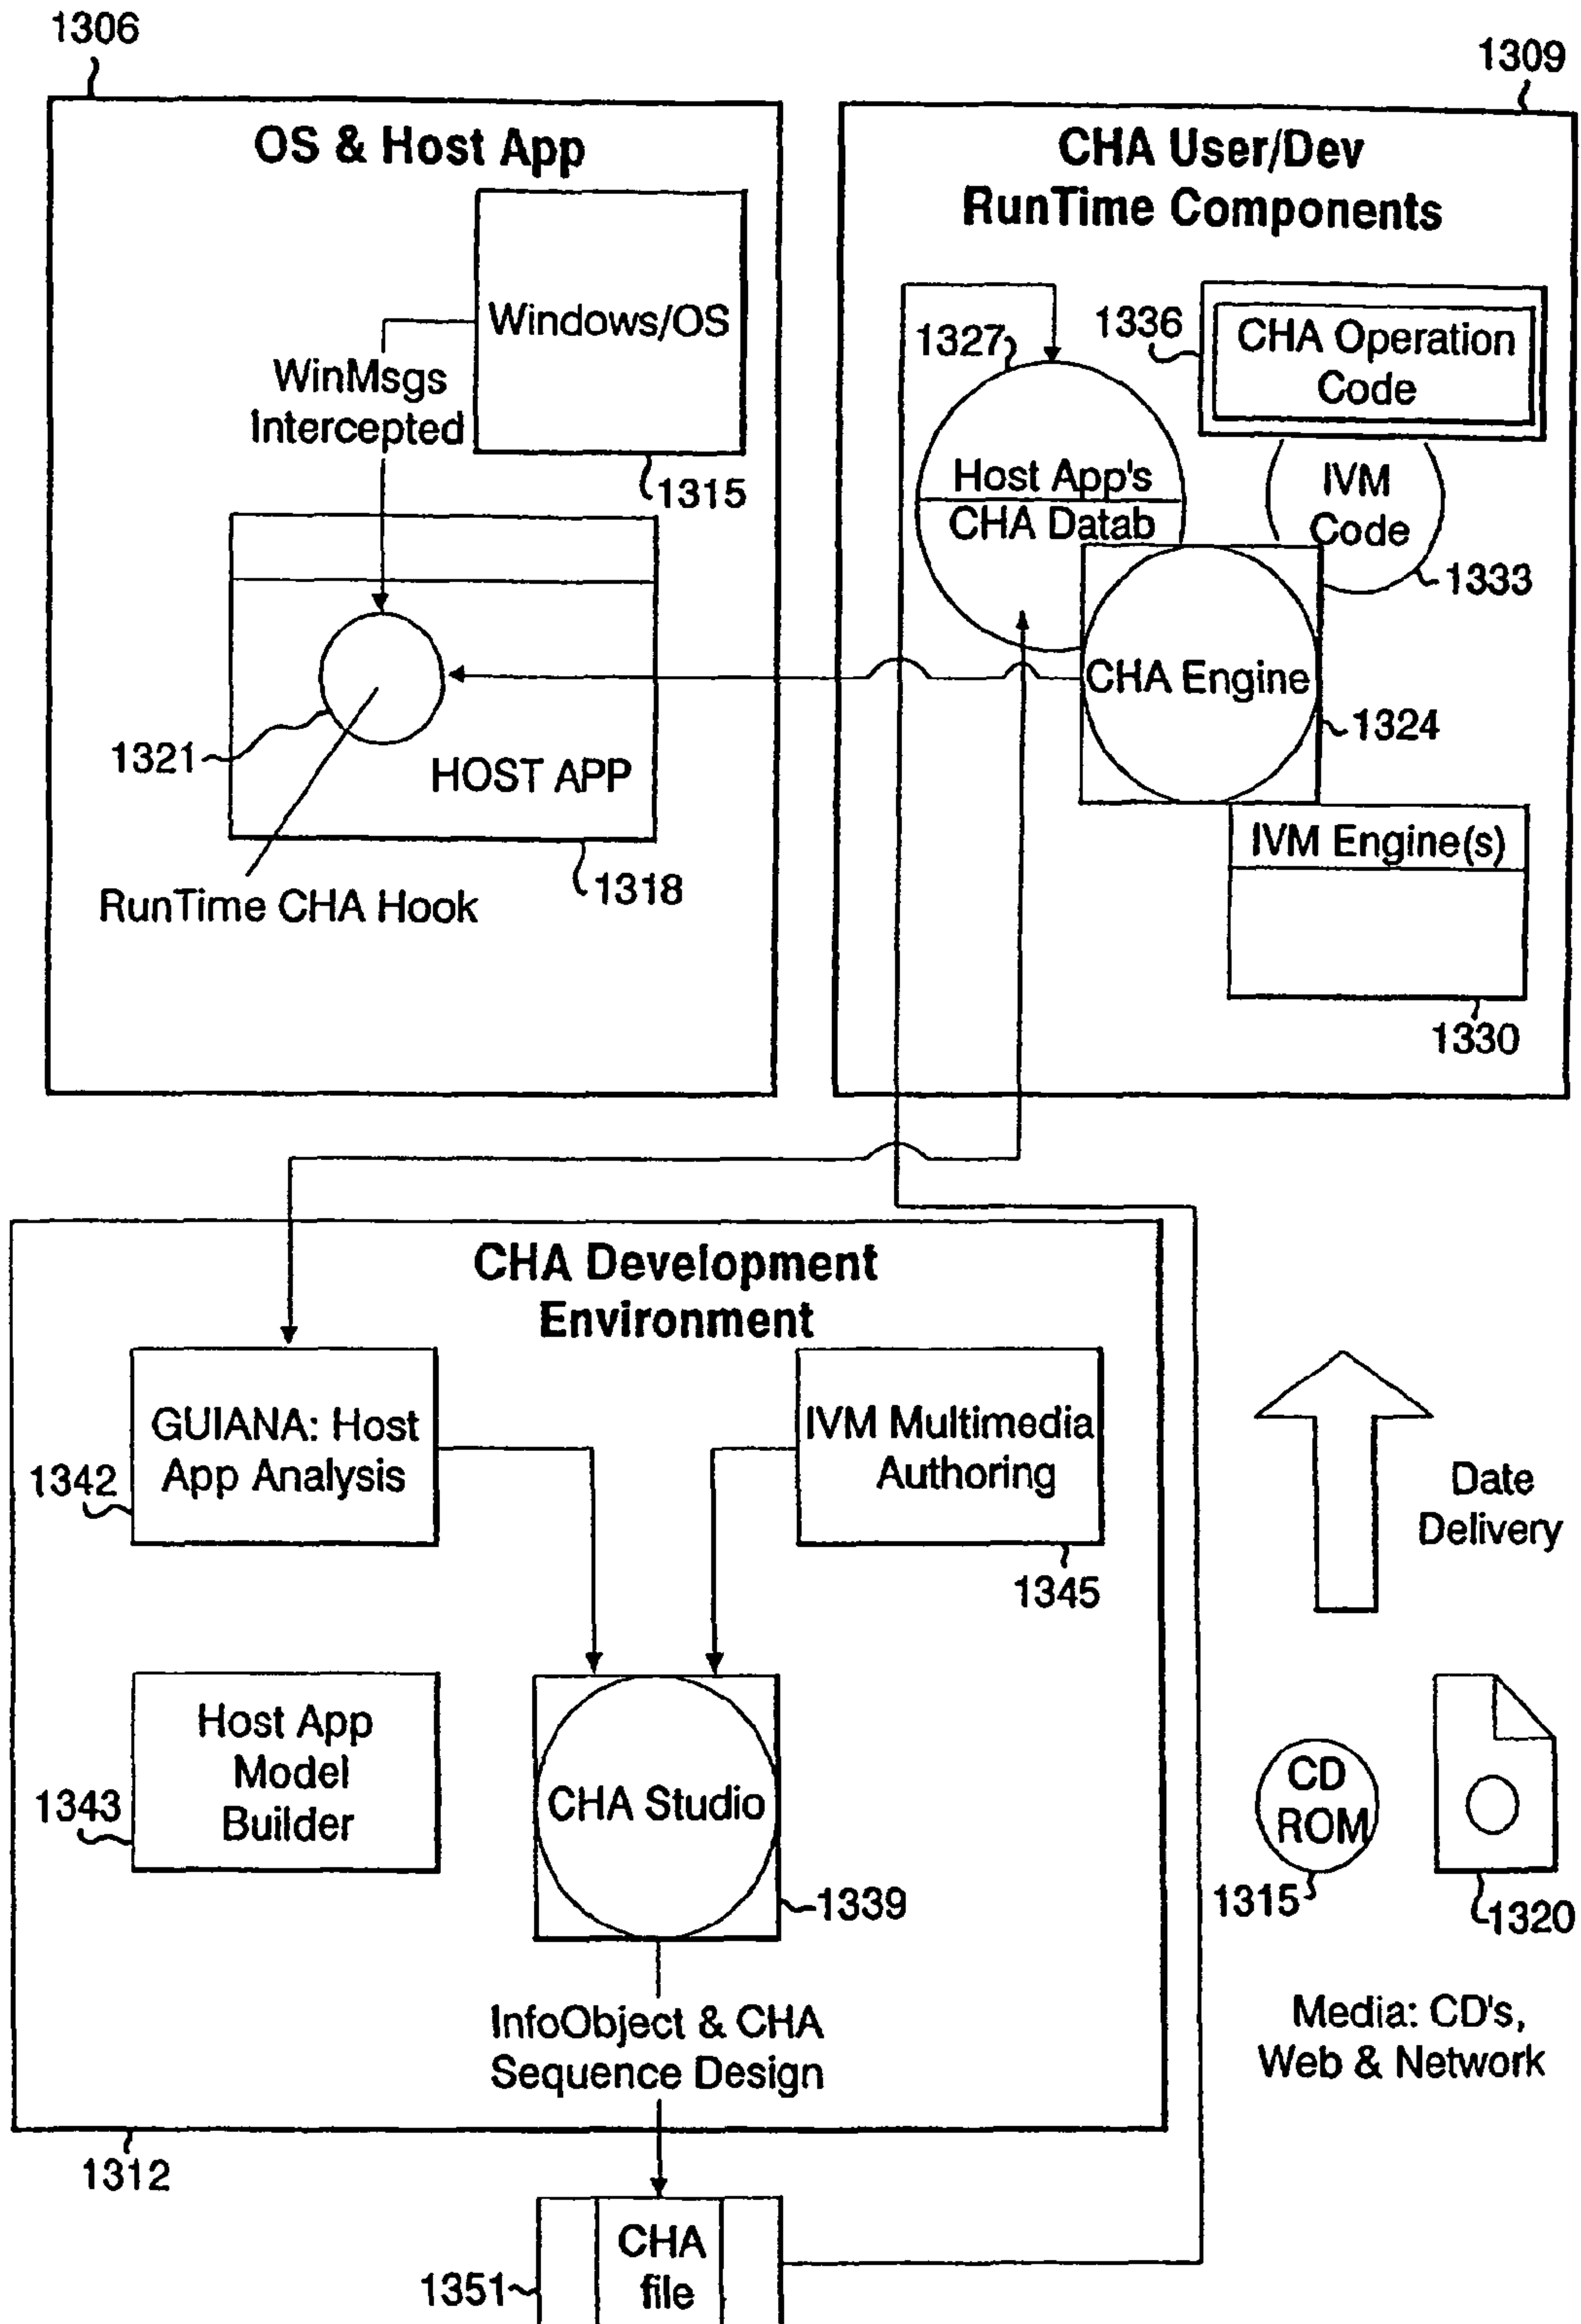 1306
1309
OS & Host App
Windows/OS
WinMsgs
Intercepted
1315
1321
HOST APP
1318
RunTime CHA Hook
CHA User/Dev
RunTime Components
1327
1336
CHA Operation
Code
Host App's
CHA Datab
IVM
Code
1333
CHA Engine
1324
IVM Engine(s)
1330
CHA Development
Environment
GUIANA: Host
App Analysis
1342
IVM Multimedia
Authoring
1345
Host App
Model
Builder
1343
CHA Studio
1339
InfoObject & CHA
Sequence Design
1312
CHA
file
1351
Date
Delivery
CD
ROM
1315
1320
Media: CD's,
Web & Network